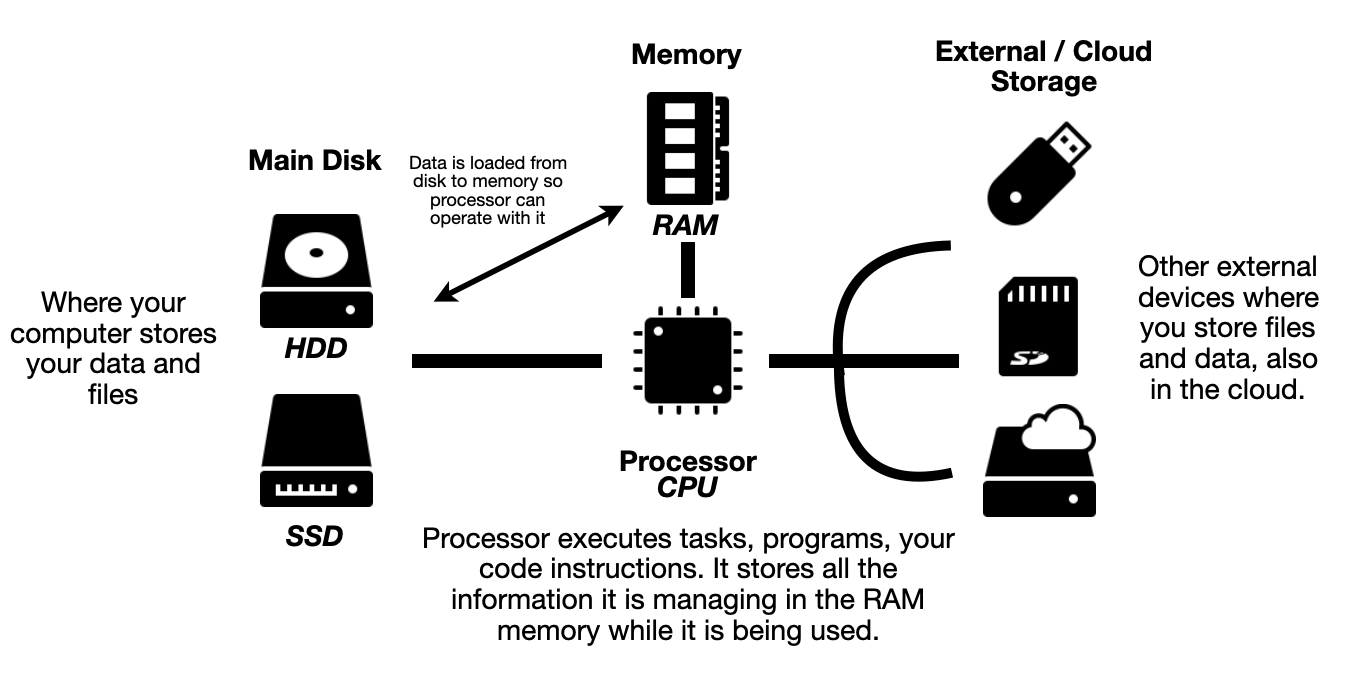 Memory
External / Cloud
Storage
Main Disk
Data is loaded from
disk to memory so
processor can
operate with it
RAM
Where your
computer stores
your data and
files
HDD
SSD
Other external
devices where
you store files
and data, also
in the cloud.
SD
Processor
CPU
Processor executes tasks, programs, your
code instructions. It stores all the
information it is managing in the RAM
memory while it is being used.